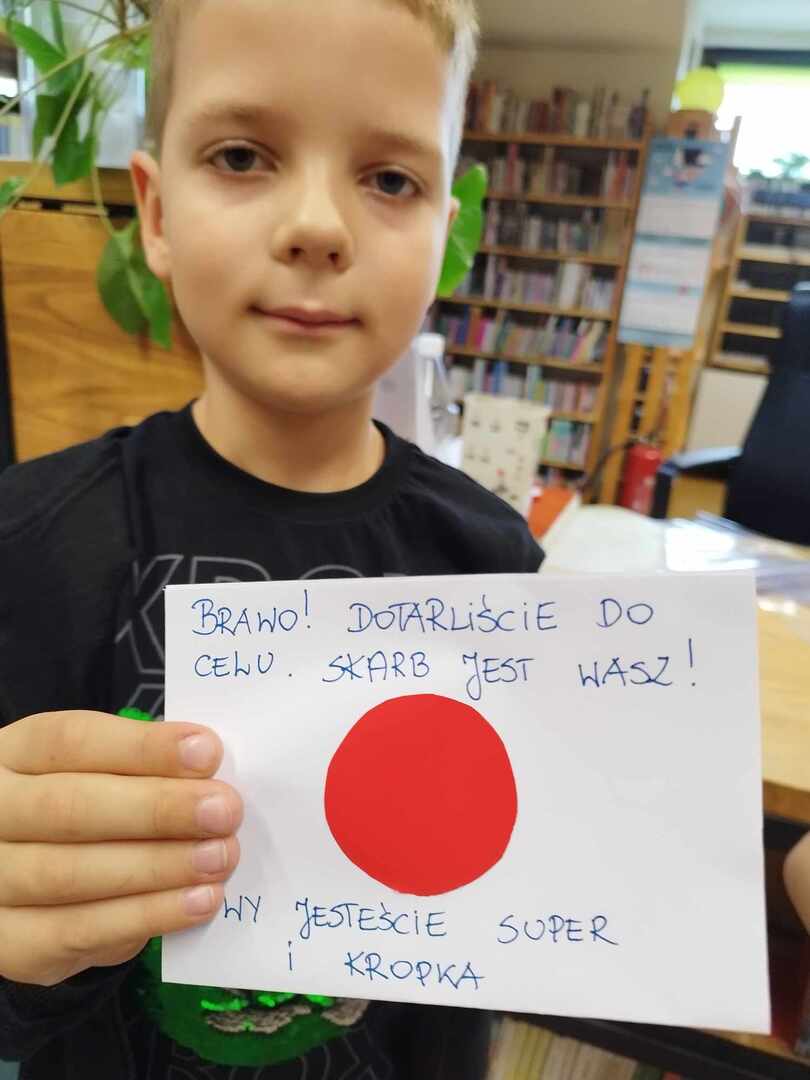 BRAWO! DOTARLIŚCIE DO
CELU. SKARB JEST WASZ!
WY JESTEŚCIE SUPER
i KROPKA